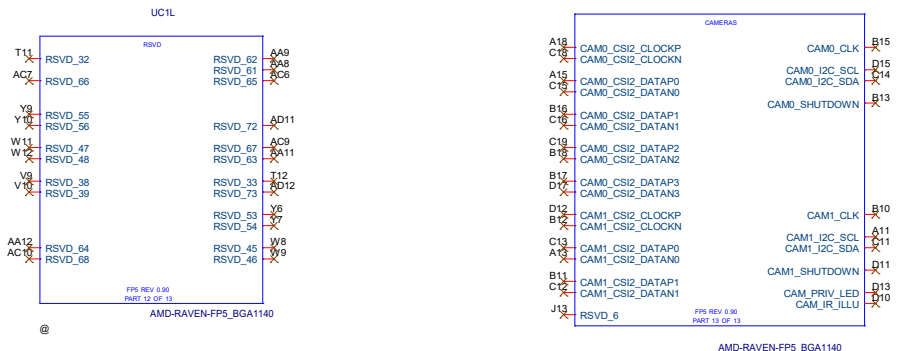 UC1L
RSVD
T11 RSVD_32 RSVD_62 AA9
RSVD_61 AA8
AC7 RSVD_66 RSVD_65 AC6
Y9 RSVD_55
Y10 RSVD_56 RSVD_72 AD11
W11 RSVD_47 RSVD_67 AC9
W12 RSVD_48 RSVD_63 AA11
V9 RSVD_38 RSVD_33 T12
V10 RSVD_39 RSVD_73 AD12
RSVD_53 Y6
RSVD_54 Y7
AA12 RSVD_64 RSVD_45 W8
AC10 RSVD_68 RSVD_46 W9
FP5 REV 0.90
PART 12 OF 13
AMD-RAVEN-FP5_BGA1140
@
CAMERAS
A18 CAM0_CSI2_CLOCKP CAM0_CLK B15
C18 CAM0_CSI2_CLOCKN
CAM0_I2C_SCL D15
A15 CAM0_CSI2_DATAP0 CAM0_I2C_SDA C14
C15 CAM0_CSI2_DATAN0
CAM0_SHUTDOWN B13
B16 CAM0_CSI2_DATAP1
C16 CAM0_CSI2_DATAN1
C19 CAM0_CSI2_DATAP2
B18 CAM0_CSI2_DATAN2
B17 CAM0_CSI2_DATAP3
D17 CAM0_CSI2_DATAN3
D12 CAM1_CSI2_CLOCKP CAM1_CLK B10
B12 CAM1_CSI2_CLOCKN
CAM1_I2C_SCL A11
C13 CAM1_CSI2_DATAP0 CAM1_I2C_SDA C11
A13 CAM1_CSI2_DATAN0
CAM1_SHUTDOWN D11
B11 CAM1_CSI2_DATAP1
C12 CAM1_CSI2_DATAN1 CAM_PRIV_LED D13
CAM_IR_ILLU D10
J13 RSVD_6
FP5 REV 0.90
PART 13 OF 13
AMD-RAVEN-FP5_BGA1140